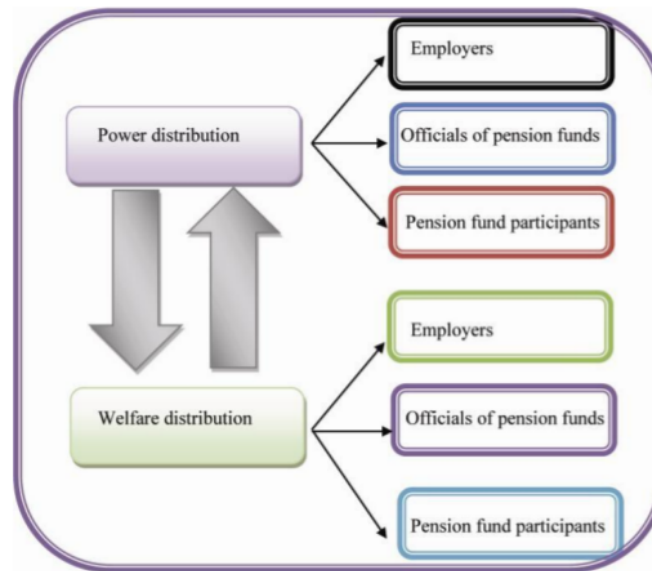 Employers
Power distribution
Officials of pension funds
Pension fund participants
Employers
Welfare distribution
Officials of pension funds
Pension fund participants